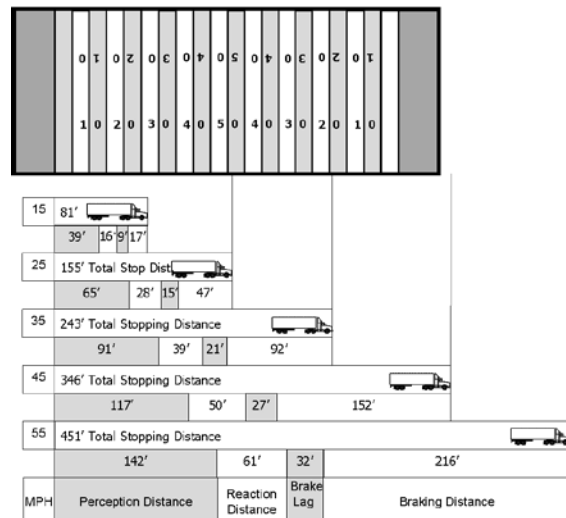 0 1 0 2 0 3 0 4 0 5 0 4 0 3 0 2 0 1
1 0 2 0 3 0 4 0 5 0 4 0 3 0 2 0 1 0
15 81'
39' 16' 9' 17'
25 155' Total Stop Dist
65' 28' 15' 47'
35 243' Total Stopping Distance
91' 39' 21' 92'
45 346' Total Stopping Distance
117' 50' 27' 152'
55 451' Total Stopping Distance
142' 61' 32' 216'
MPH Perception Distance Reaction Distance Brake Lag Braking Distance